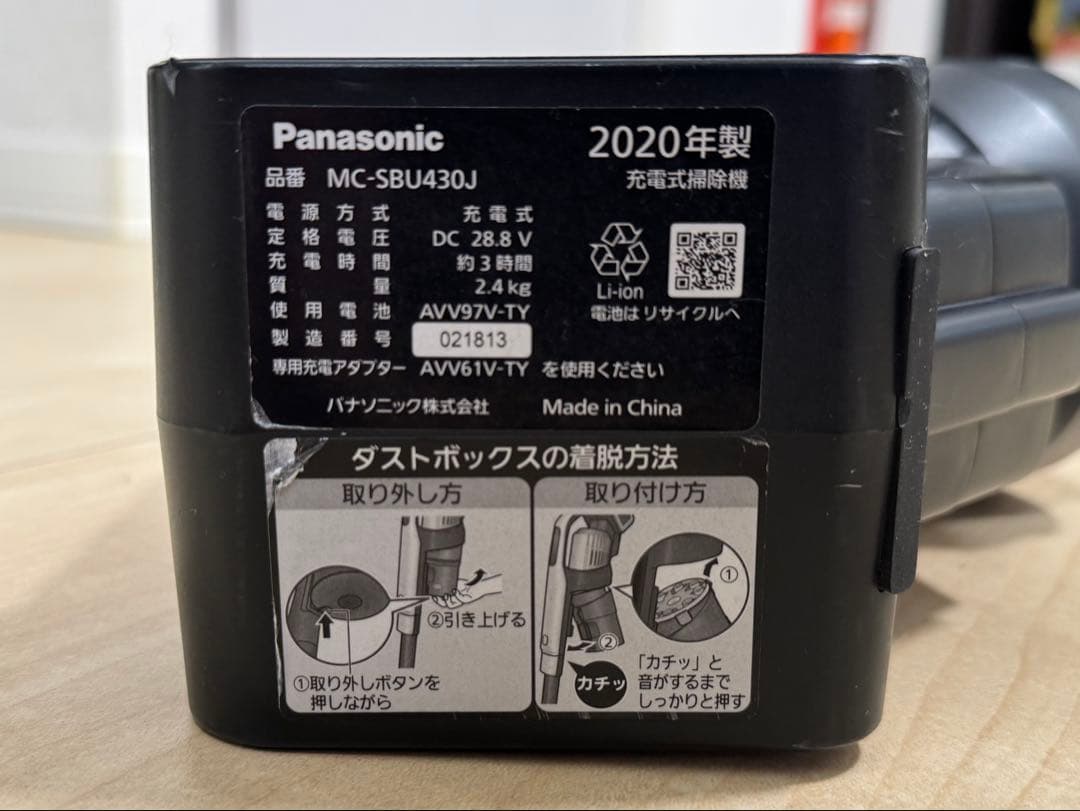 Panasonic 2020年製
品番 MC-SBU430J 充電式掃除機
電源方式 充電式
定格電圧 DC 28.8 V
充電時間 約3時間
質量 2.4kg
使用電池 AVV97V-TY
製造番号 021813
Li-ion
電池はリサイクルへ
専用充電アダプター AVV61V-TY を使用ください
パナソニック株式会社 Made in China
ダストボックスの着脱方法
取り外し方
②引き上げる
①取り外しボタンを
押しながら
取り付け方
①
②
カチッ
「カチッ」と
音がするまで
しっかりと押す